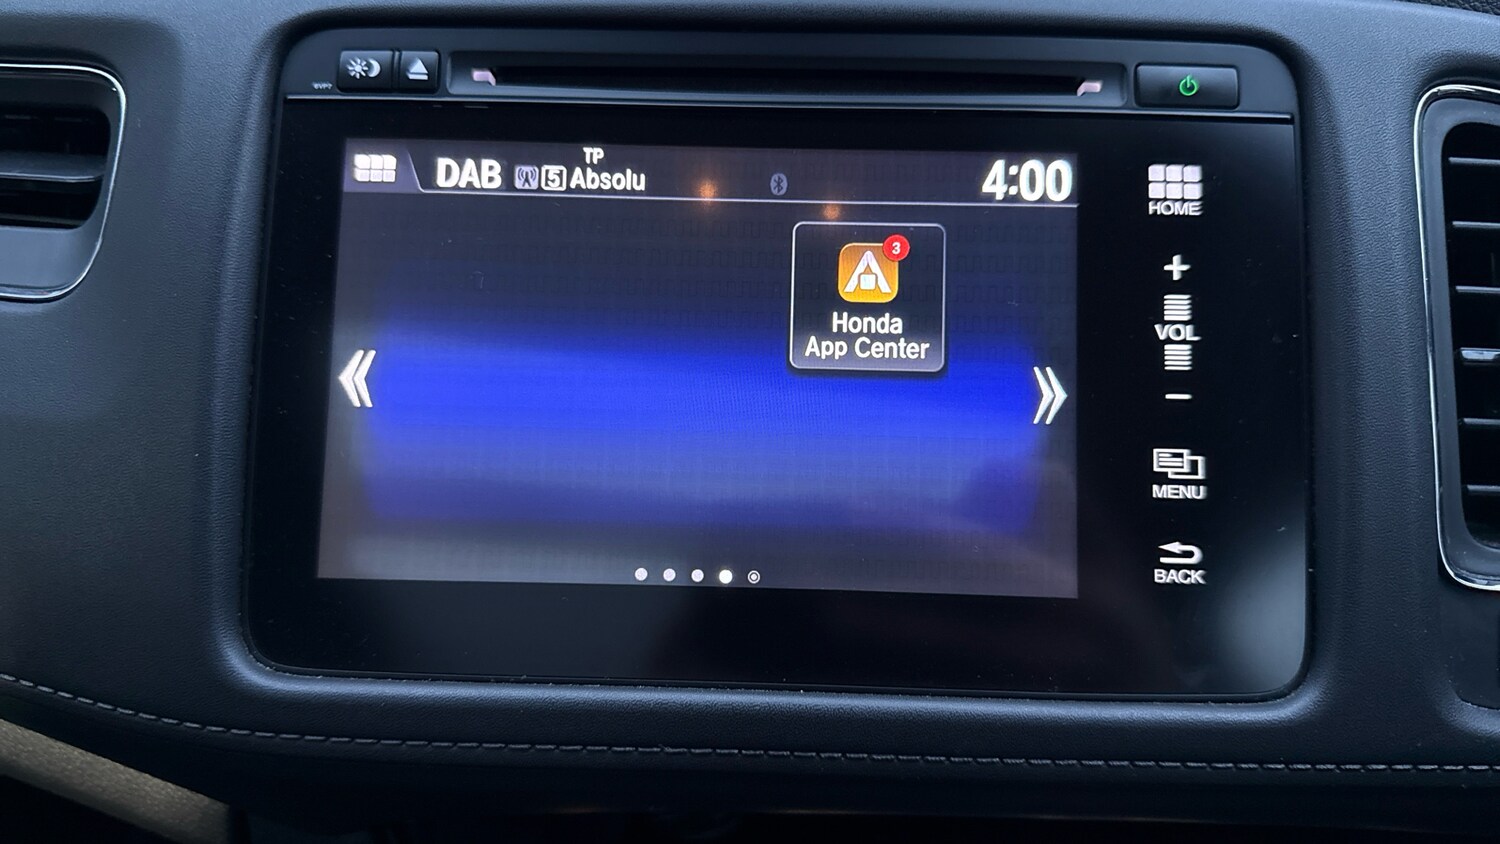 TP
DAB 5 Absolu
4:00
3
Honda
App Center
HOME
+
VOL
−
MENU
BACK